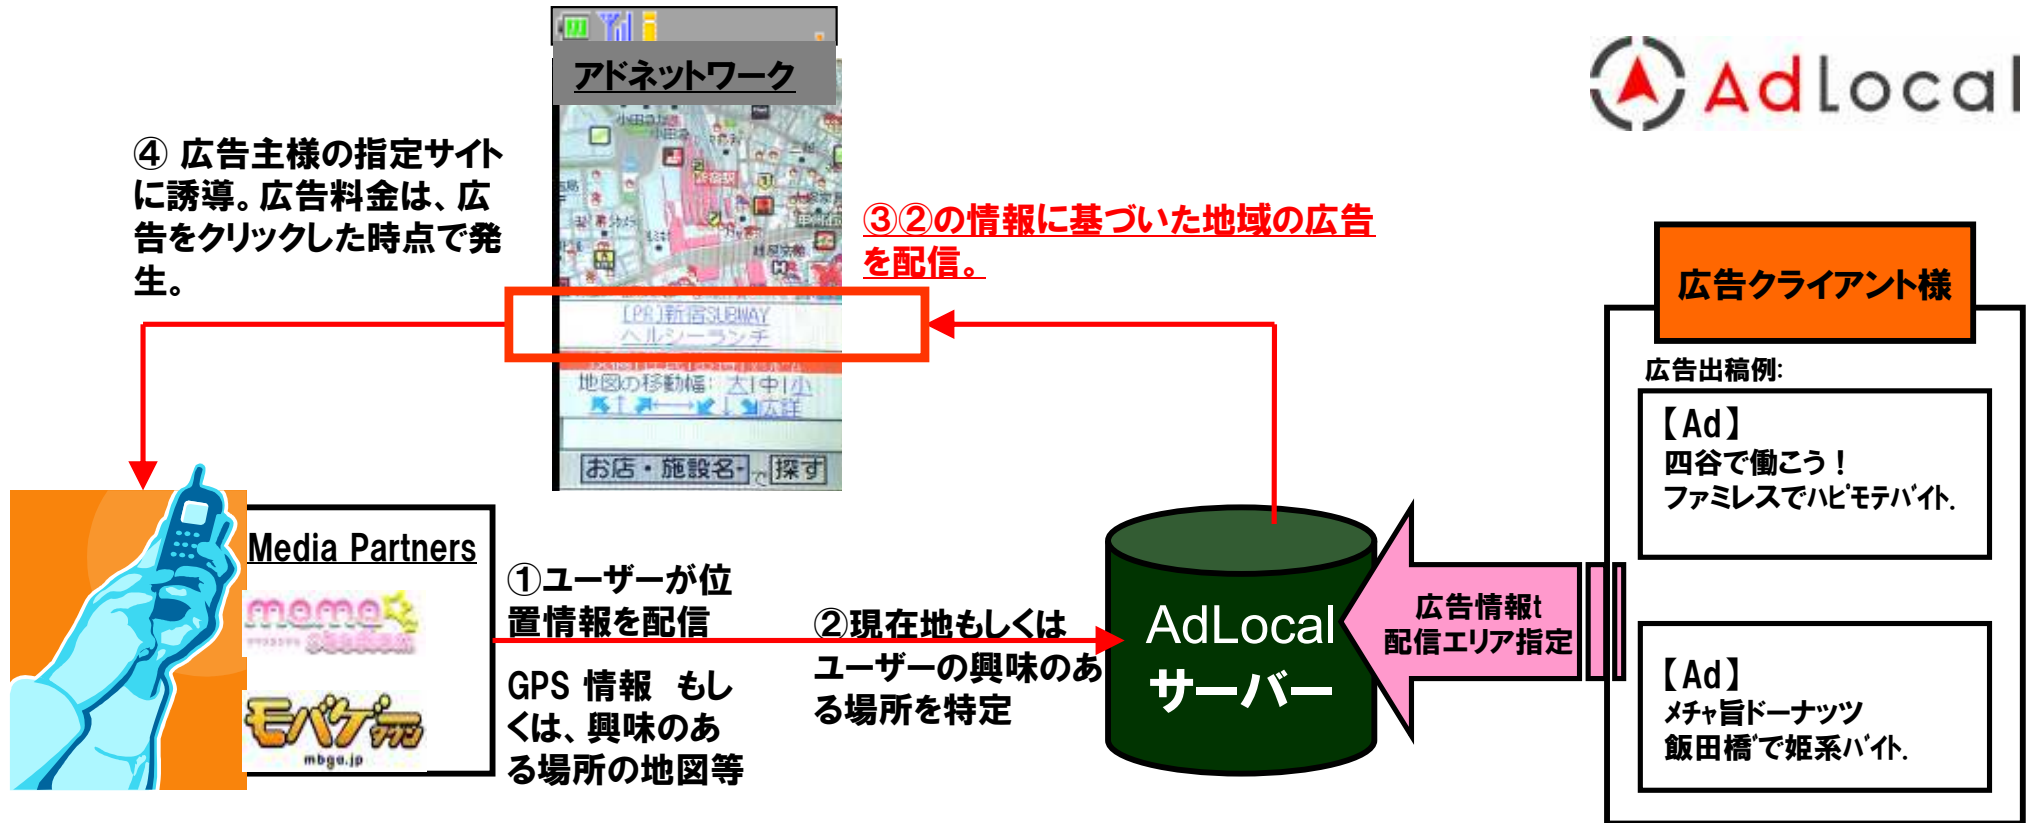 アドネットワーク
AdLocal
④ 広告主様の指定サイト
に誘導。広告料金は、広
告をクリックした時点で発
生。
③②の情報に基づいた地域の広告
を配信。
[PR]新宿SUBWAY
ヘルシーランチ
地図の移動幅: 大|中|小
広詳
お店・施設名 で 探す
広告クライアント様
広告出稿例:
【Ad】
四谷で働こう!
ファミレスでハピモテバイト.
【Ad】
メチャ旨ドーナッツ
飯田橋で姫系バイト.
広告情報t
配信エリア指定
AdLocal
サーバー
Media Partners
mama
stadium
モバゲータウン
mbga.jp
①ユーザーが位
置情報を配信
GPS 情報 もし
くは、興味のあ
る場所の地図等
②現在地もしくは
ユーザーの興味のあ
る場所を特定